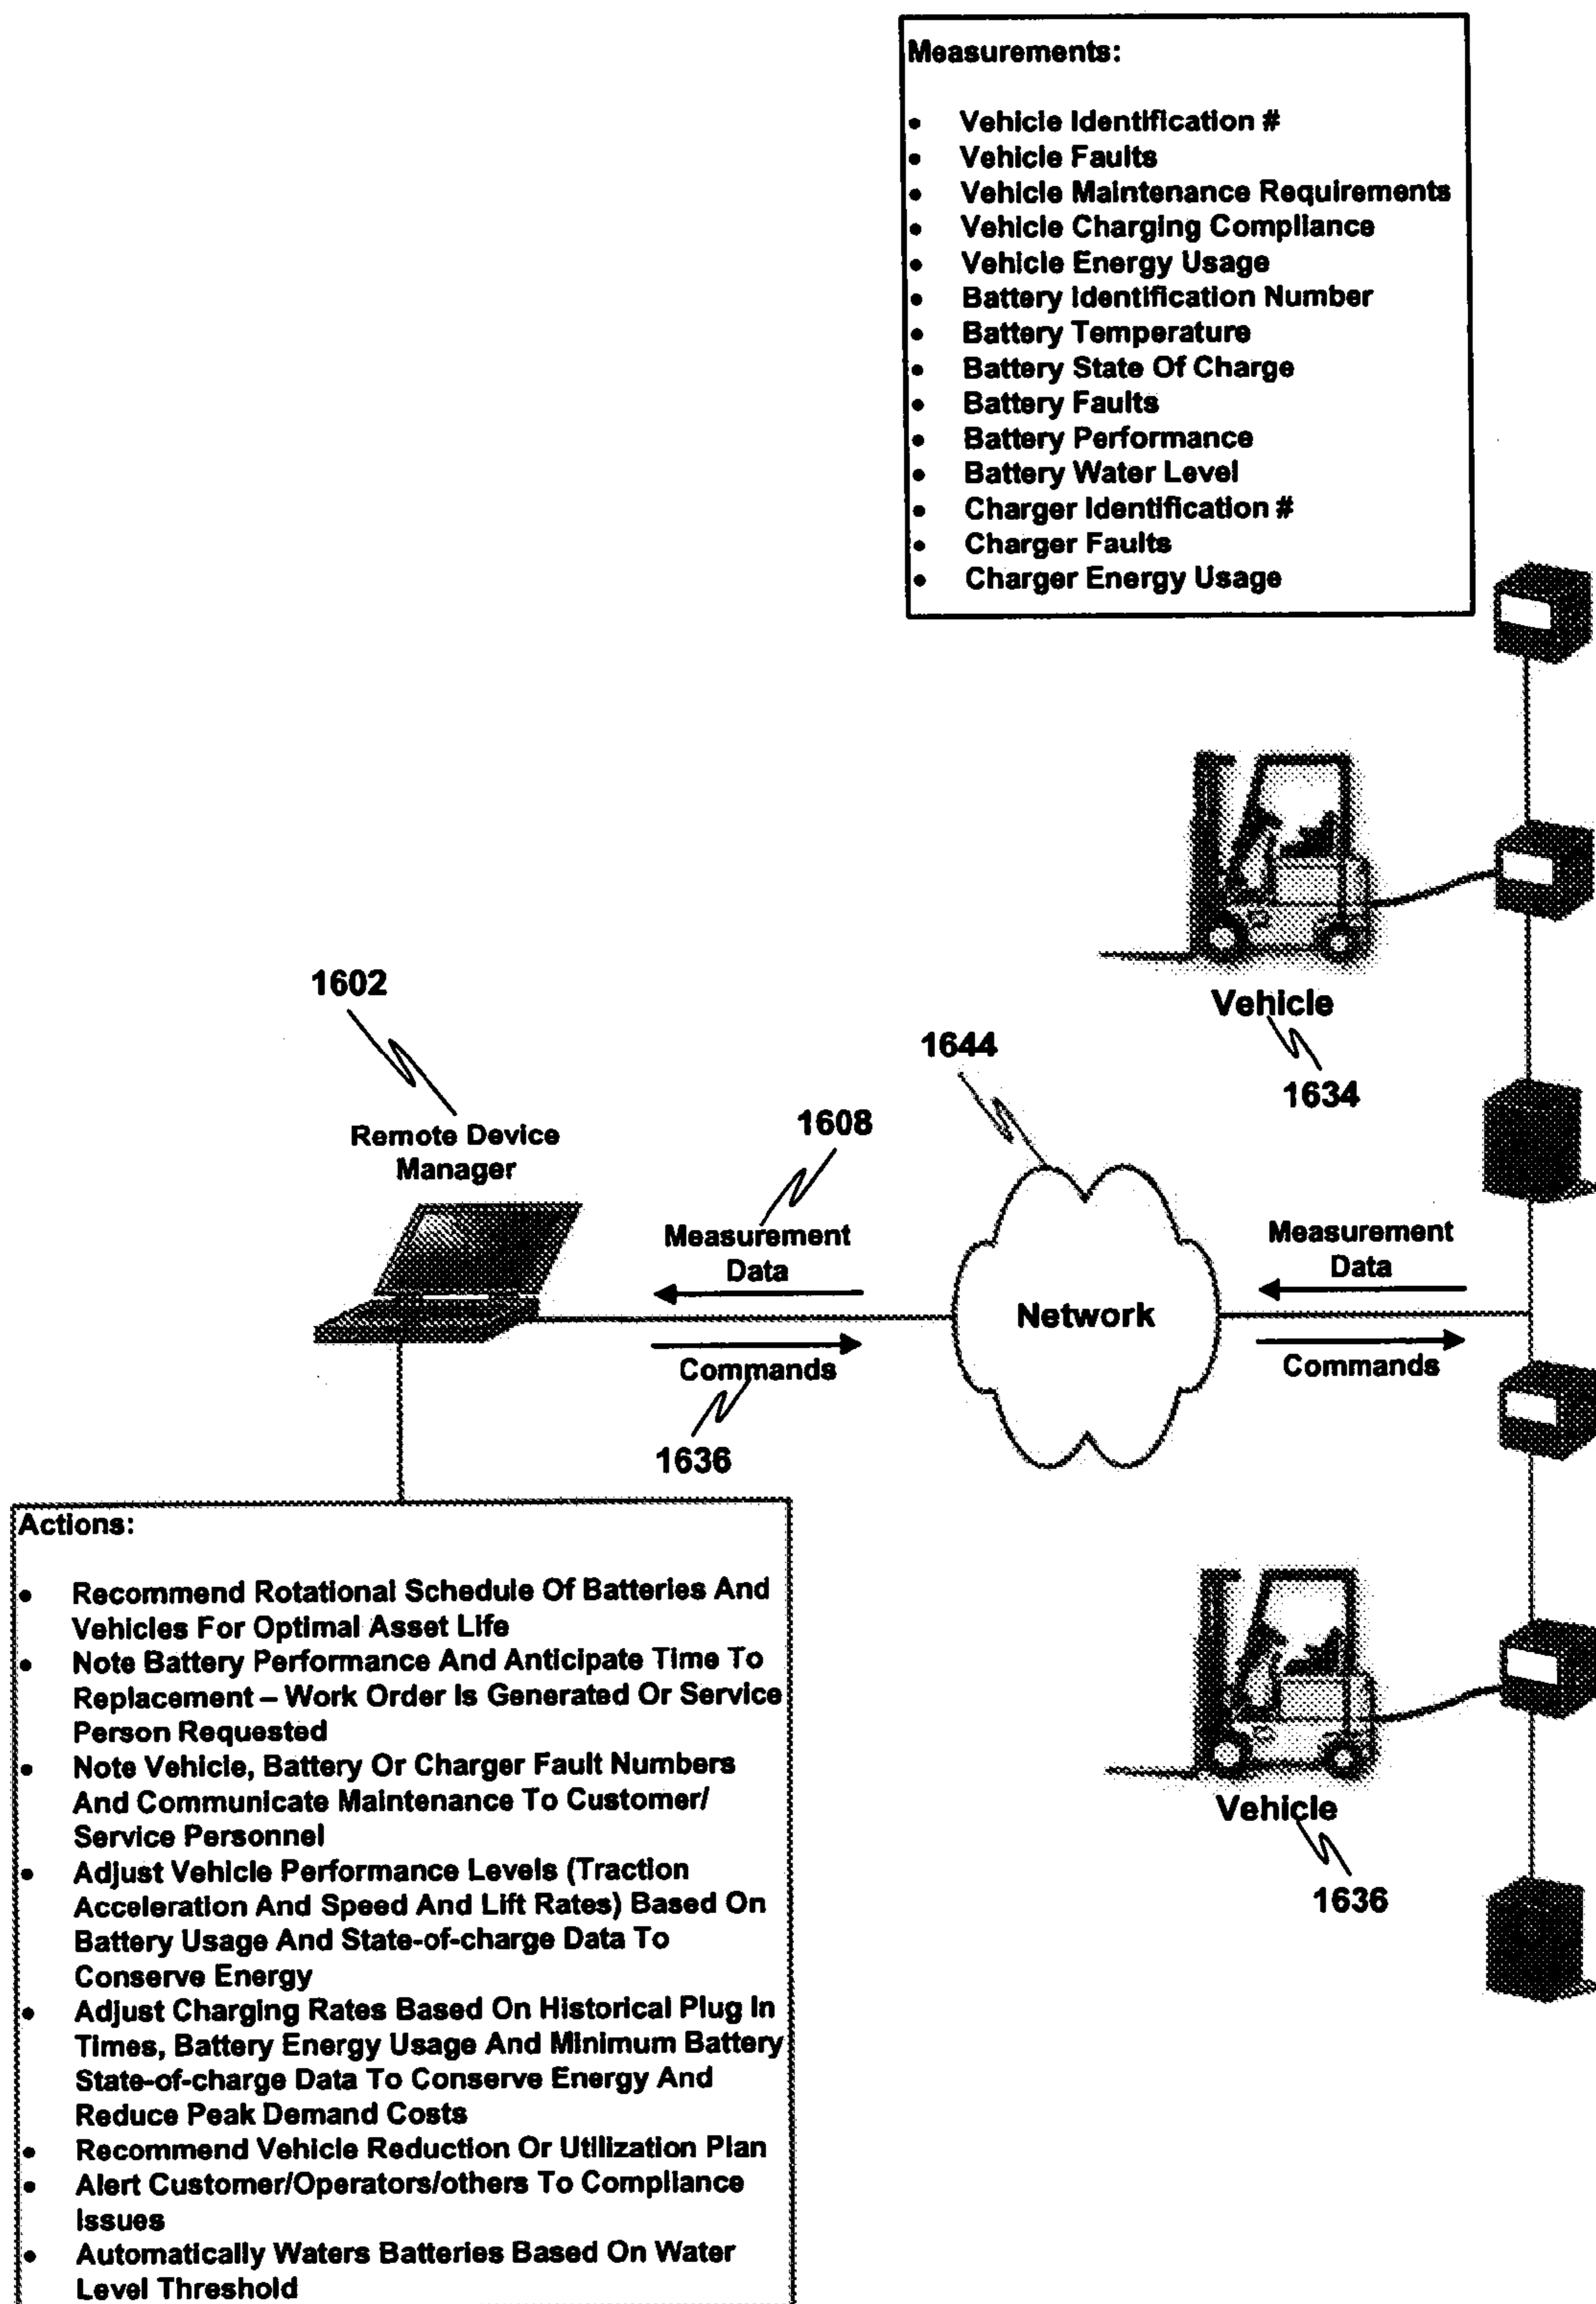 Measurements:
• Vehicle Identification #
• Vehicle Faults
• Vehicle Maintenance Requirements
• Vehicle Charging Compliance
• Vehicle Energy Usage
• Battery Identification Number
• Battery Temperature
• Battery State Of Charge
• Battery Faults
• Battery Performance
• Battery Water Level
• Charger Identification #
• Charger Faults
• Charger Energy Usage
Vehicle
1634
1602
Remote Device
Manager
1644
1608
Measurement
Data
Commands
1636
Network
Measurement
Data
Commands
Vehicle
1636
Actions:
• Recommend Rotational Schedule Of Batteries And
Vehicles For Optimal Asset Life
• Note Battery Performance And Anticipate Time To
Replacement – Work Order Is Generated Or Service
Person Requested
• Note Vehicle, Battery Or Charger Fault Numbers
And Communicate Maintenance To Customer/
Service Personnel
• Adjust Vehicle Performance Levels (Traction
Acceleration And Speed And Lift Rates) Based On
Battery Usage And State-of-charge Data To
Conserve Energy
• Adjust Charging Rates Based On Historical Plug In
Times, Battery Energy Usage And Minimum Battery
State-of-charge Data To Conserve Energy And
Reduce Peak Demand Costs
• Recommend Vehicle Reduction Or Utilization Plan
• Alert Customer/Operators/others To Compliance
Issues
• Automatically Waters Batteries Based On Water
Level Threshold